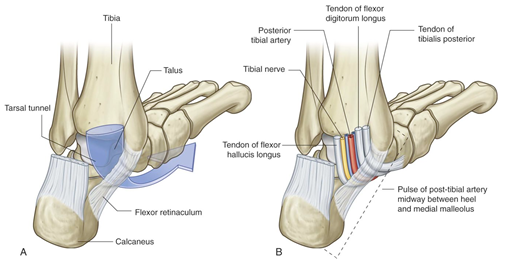 Tibia
Talus
Tarsal tunnel
Flexor retinaculum
Calcaneus
A
Tendon of flexor
digitorum longus
Posterior
tibial artery
Tendon of
tibialis posterior
Tibial nerve
Tendon of flexor
hallucis longus
Pulse of post-tibial artery
midway between heel
and medial malleolus
B